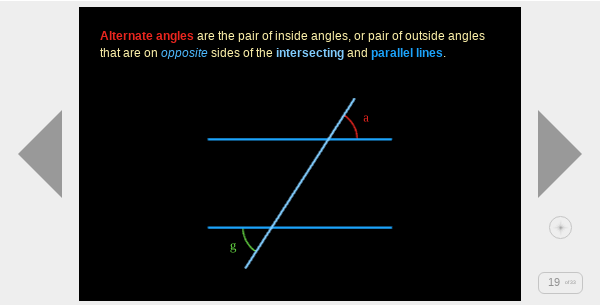 Alternate angles are the pair of inside angles, or pair of outside angles
that are on opposite sides of the intersecting and parallel lines.
a
g
19